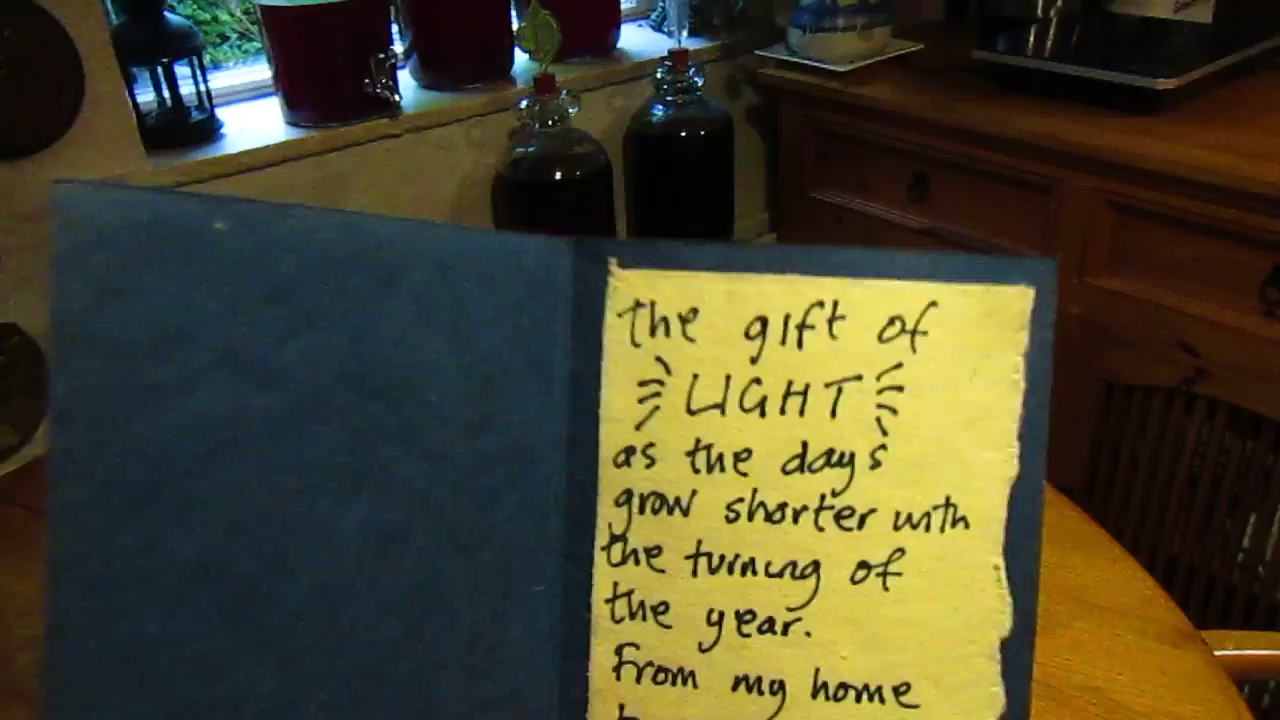 the gift of
LIGHT
as the days
grow shorter with
the turning of
the year.
From my home